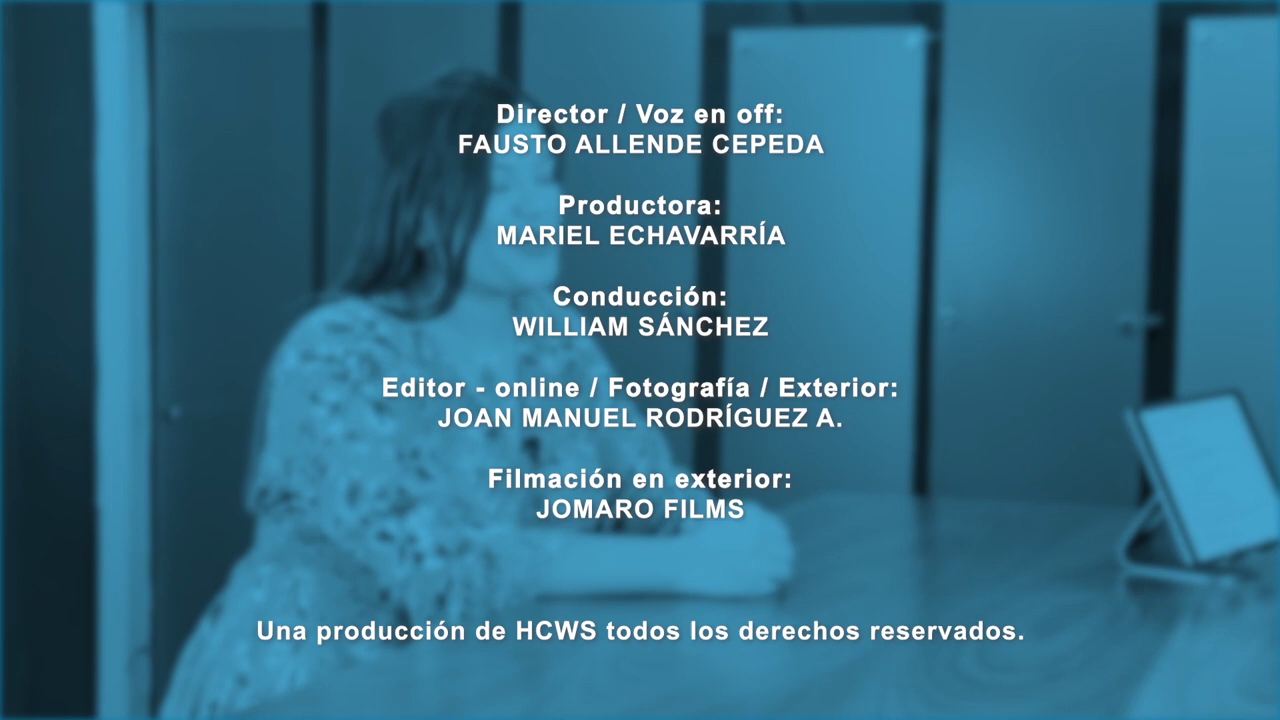 Director / Voz en off:
FAUSTO ALLENDE CEPEDA
Productora:
MARIEL ECHAVARRÍA
Conducción:
WILLIAM SÁNCHEZ
Editor - online / Fotografía / Exterior:
JOAN MANUEL RODRÍGUEZ A.
Filmación en exterior:
JOMARO FILMS
Una producción de HCWS todos los derechos reservados.